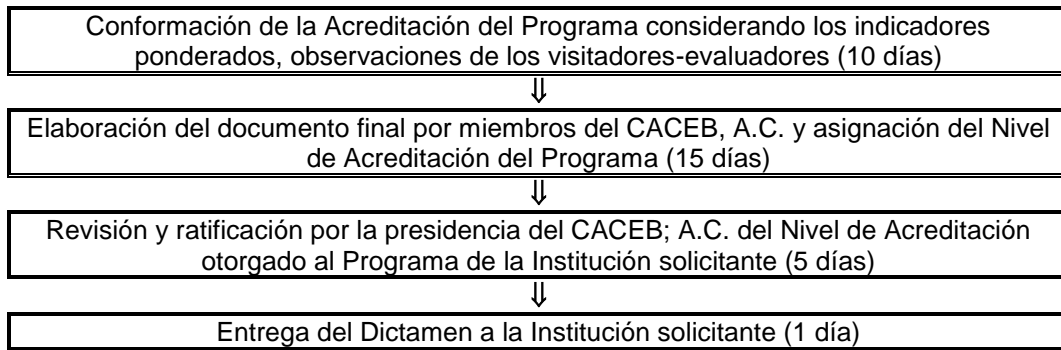 Conformación de la Acreditación del Programa considerando los indicadores
ponderados, observaciones de los visitadores-evaluadores (10 días)
⇓
Elaboración del documento final por miembros del CACEB, A.C. y asignación del Nivel
de Acreditación del Programa (15 días)
⇓
Revisión y ratificación por la presidencia del CACEB; A.C. del Nivel de Acreditación
otorgado al Programa de la Institución solicitante (5 días)
⇓
Entrega del Dictamen a la Institución solicitante (1 día)